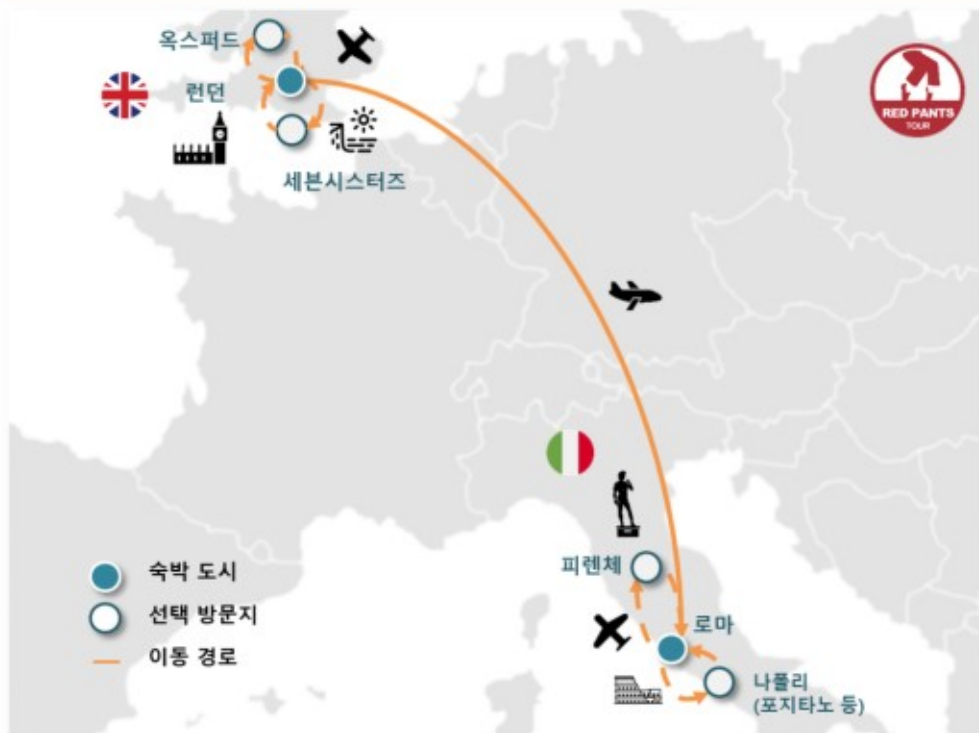 옥스퍼드
런던
세븐시스터즈
RED PANTS
TOUR
피렌체
로마
나폴리
(포지타노 등)
숙박 도시
선택 방문지
이동 경로